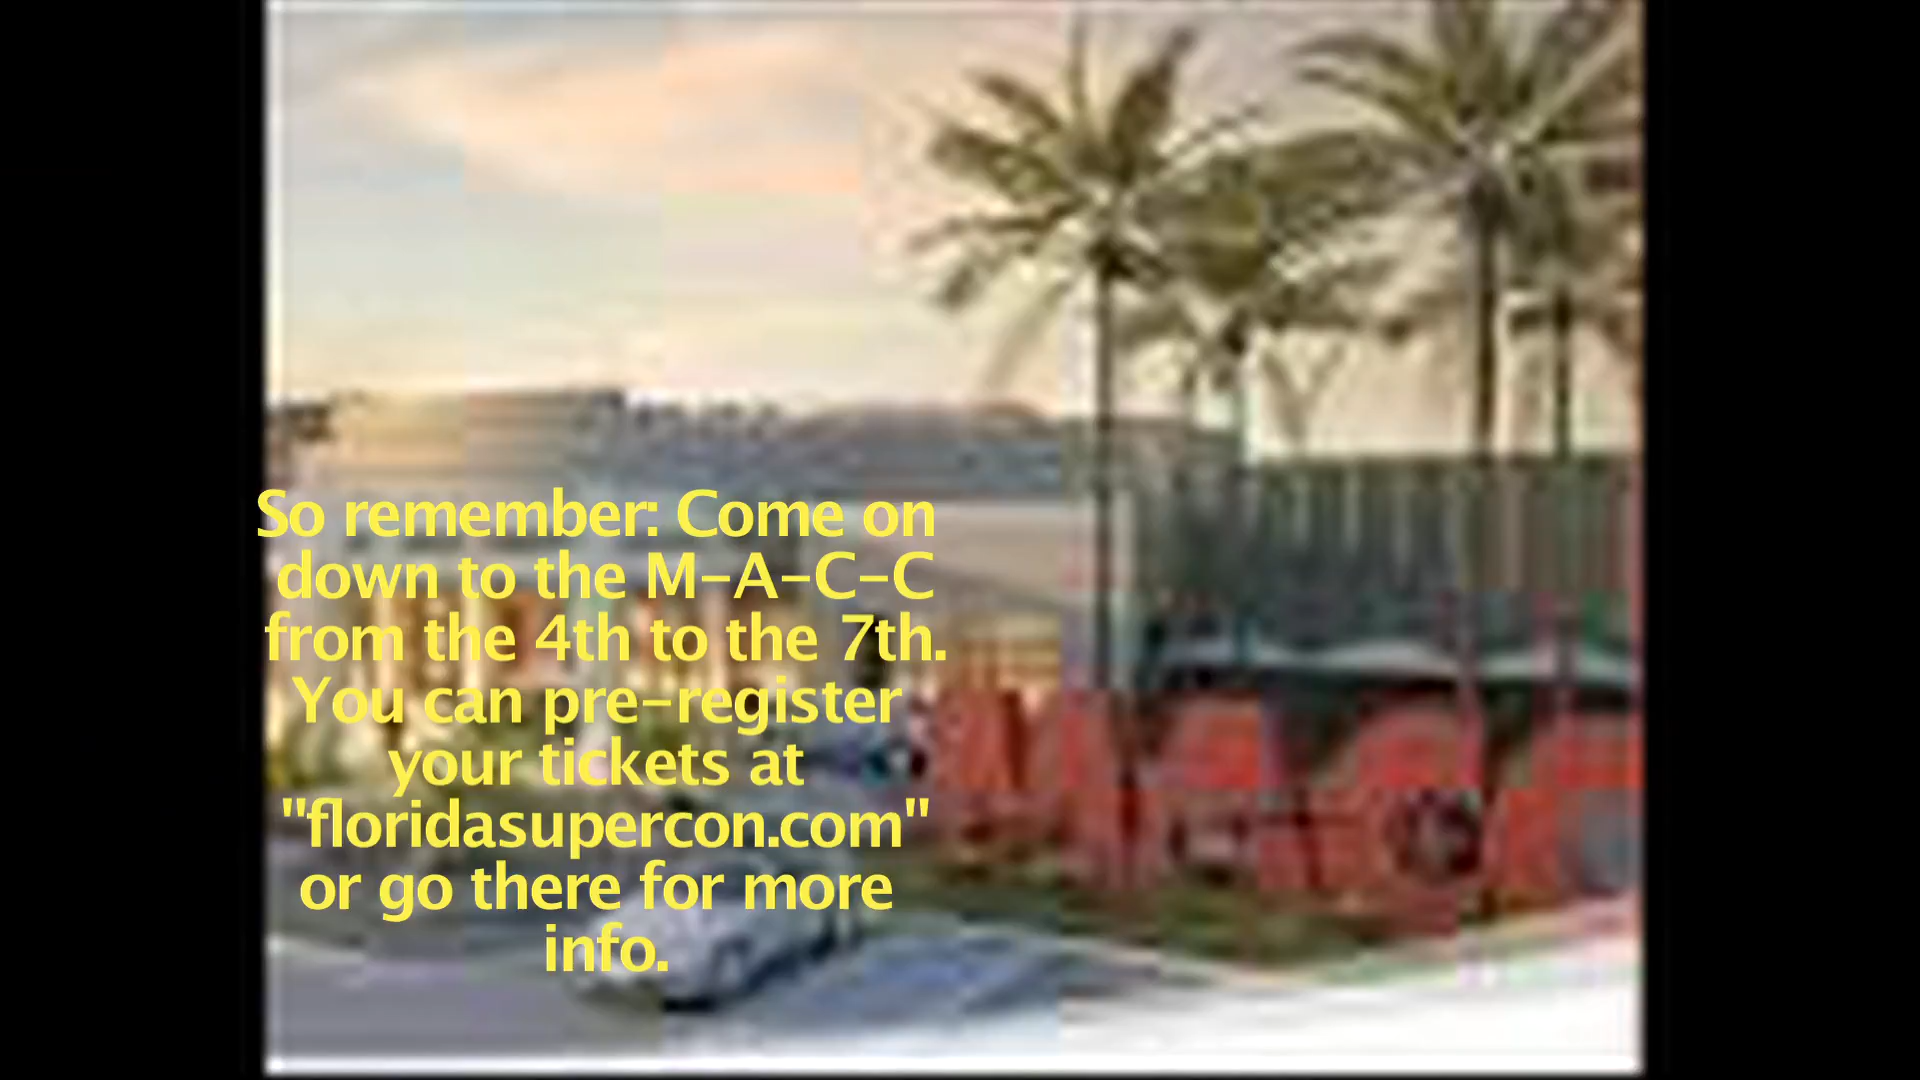 So remember: Come on
down to the M-A-C-C
from the 4th to the 7th.
You can pre-register
your tickets at
"floridasupercon.com"
or go there for more
info.